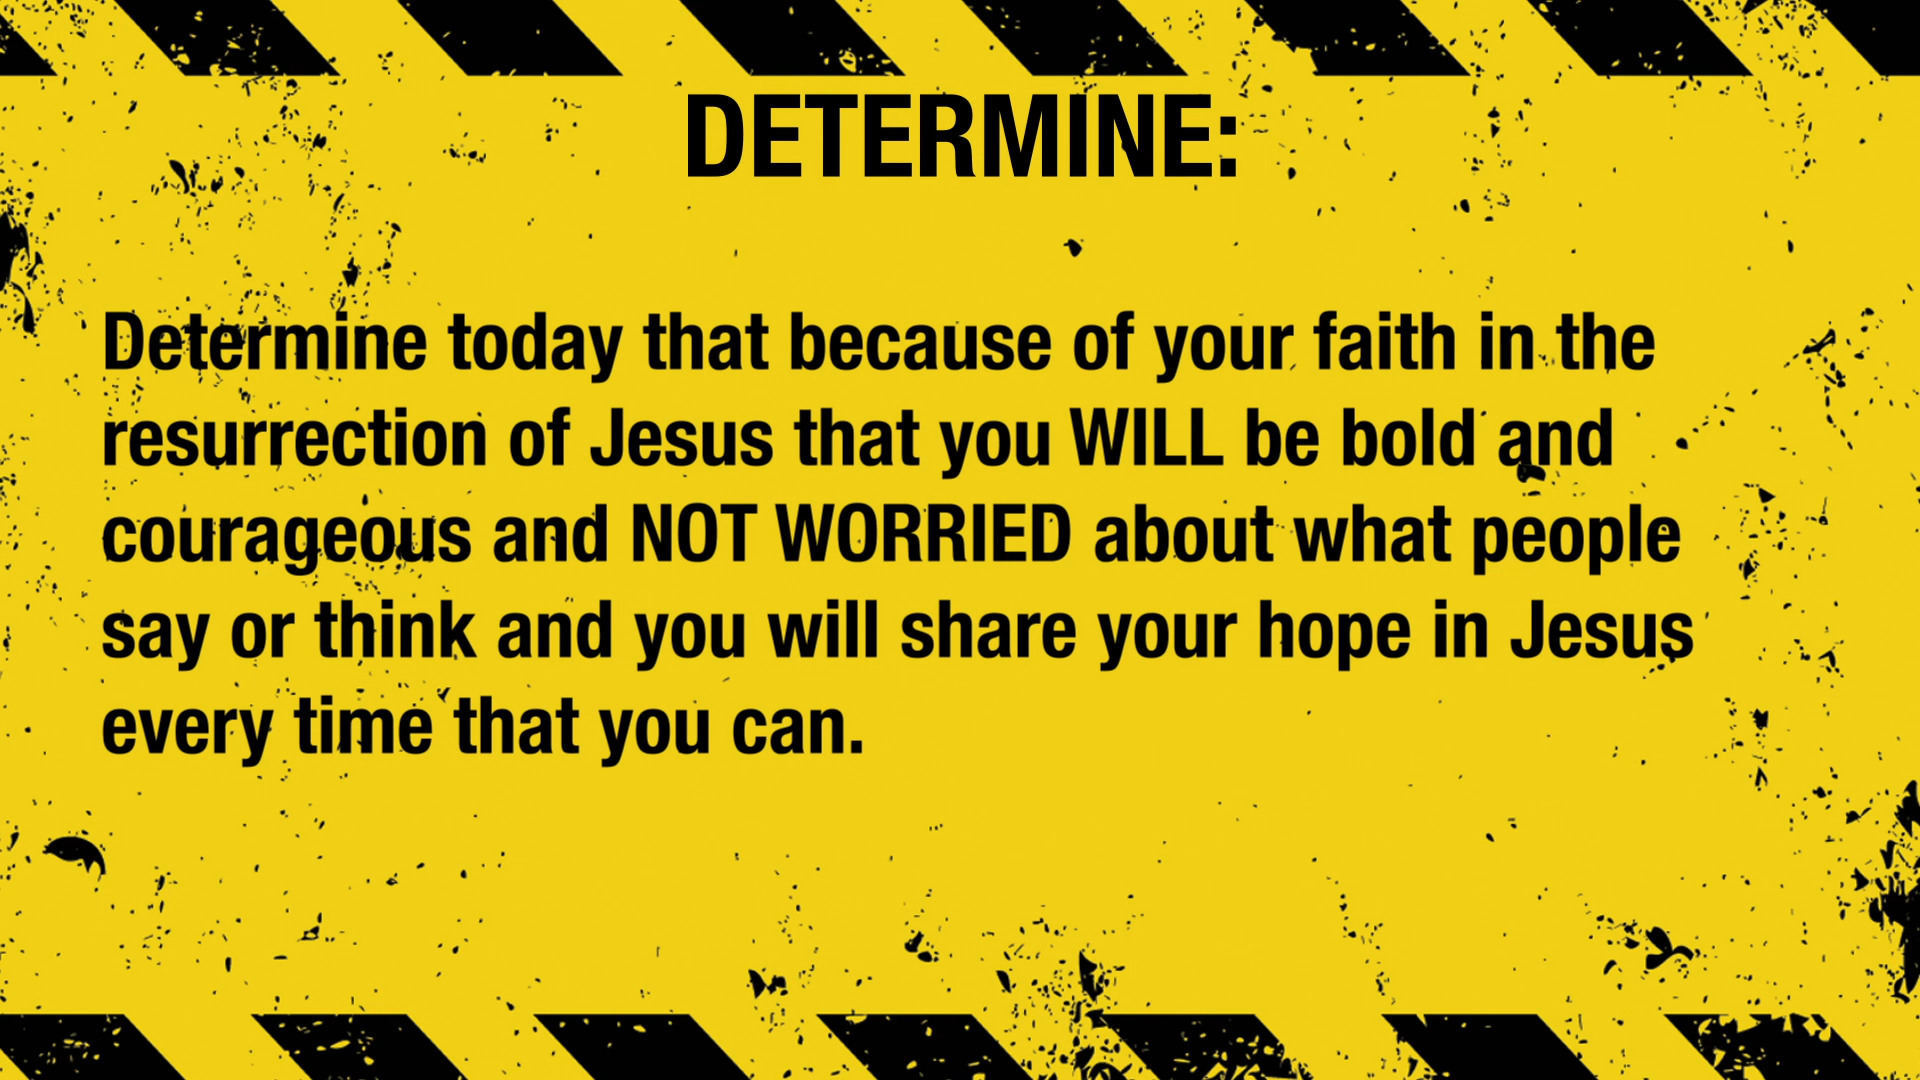 DETERMINE:
Determine today that because of your faith in the
resurrection of Jesus that you WILL be bold and
courageous and NOT WORRIED about what people
say or think and you will share your hope in Jesus
every time that you can.